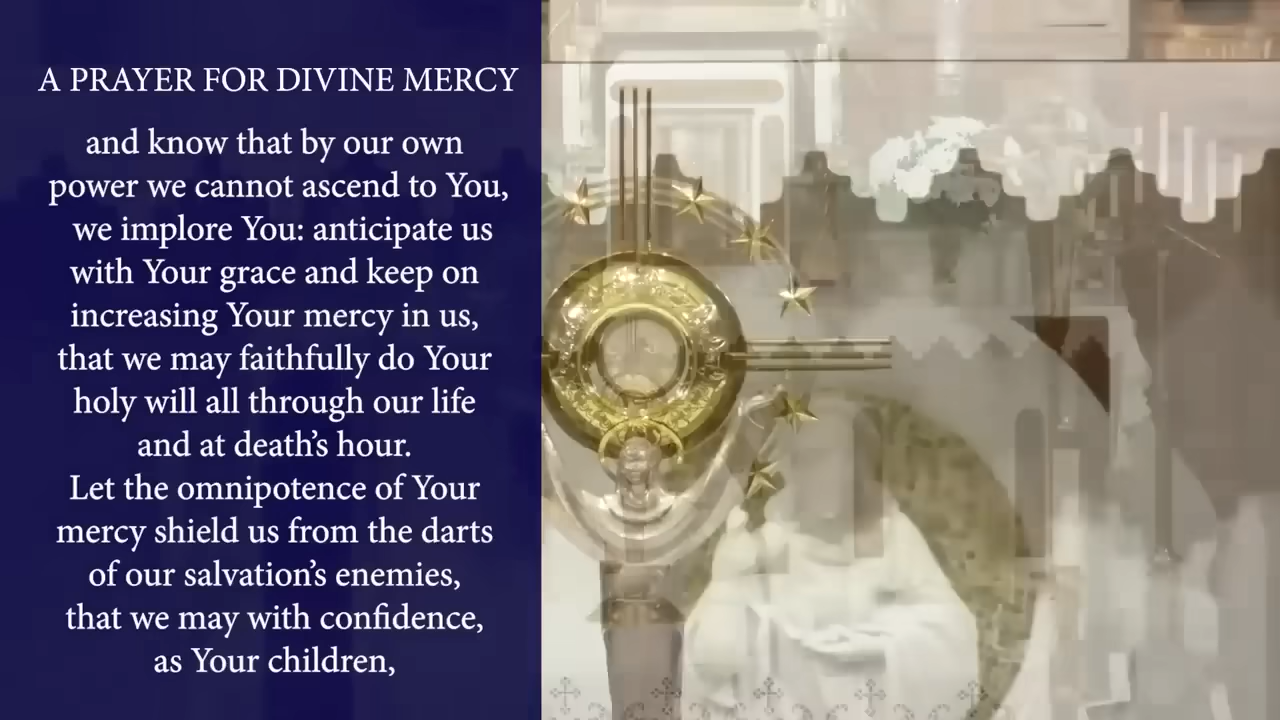 A PRAYER FOR DIVINE MERCY
and know that by our own
power we cannot ascend to You,
we implore You: anticipate us
with Your grace and keep on
increasing Your mercy in us,
that we may faithfully do Your
holy will all through our life
and at death’s hour.
Let the omnipotence of Your
mercy shield us from the darts
of our salvation’s enemies,
that we may with confidence,
as Your children,